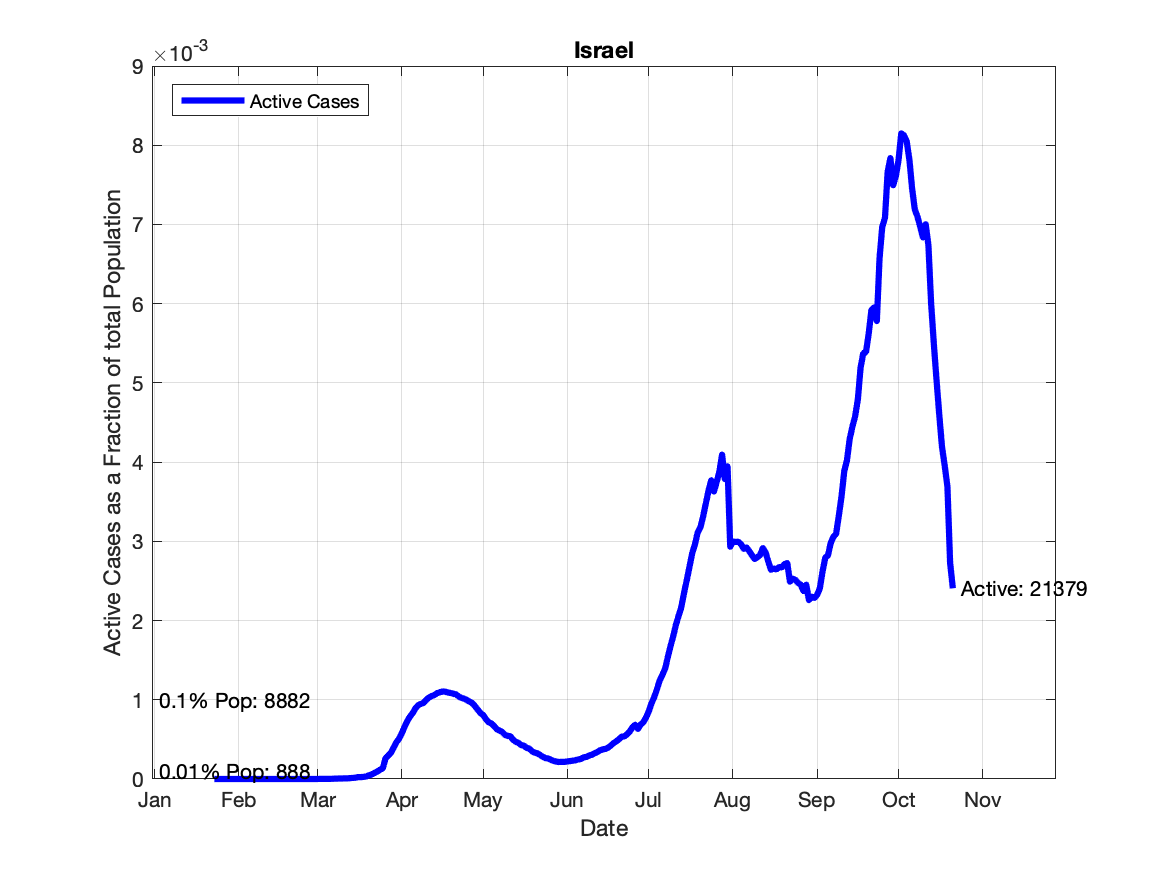 Israel
×10-3
Active Cases
9
8
7
6
5
4
3
2
1
0
Active Cases as a Fraction of total Population
0.1% Pop: 8882
0.01% Pop: 888
Active: 21379
Jan Feb Mar Apr May Jun Jul Aug Sep Oct Nov
Date